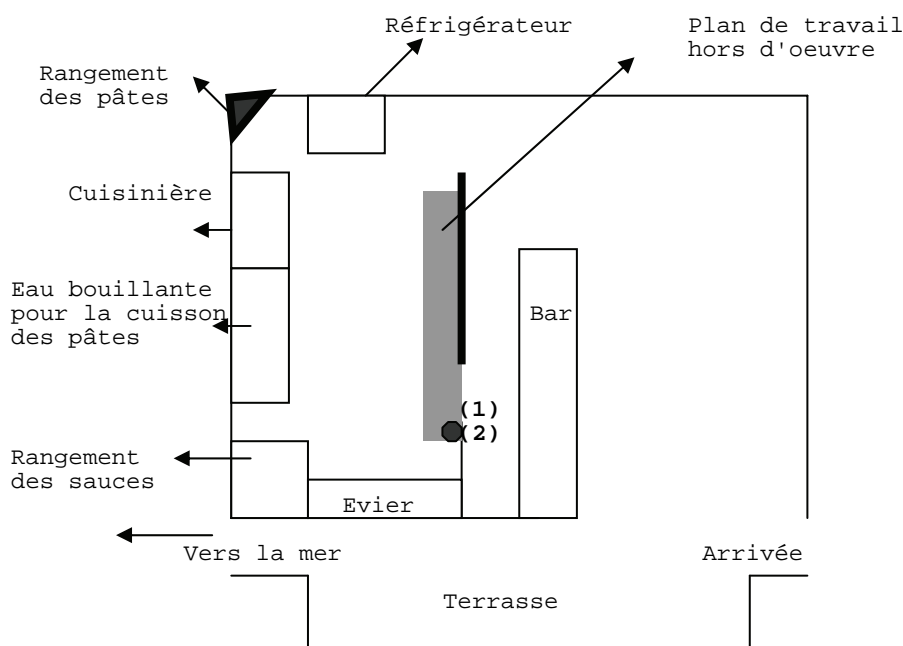 Réfrigérateur
Plan de travail
hors d'oeuvre
Rangement
des pâtes
Cuisinière
Eau bouillante
pour la cuisson
des pâtes
Bar
(1)
(2)
Rangement
des sauces
Evier
Vers la mer
Arrivée
Terrasse